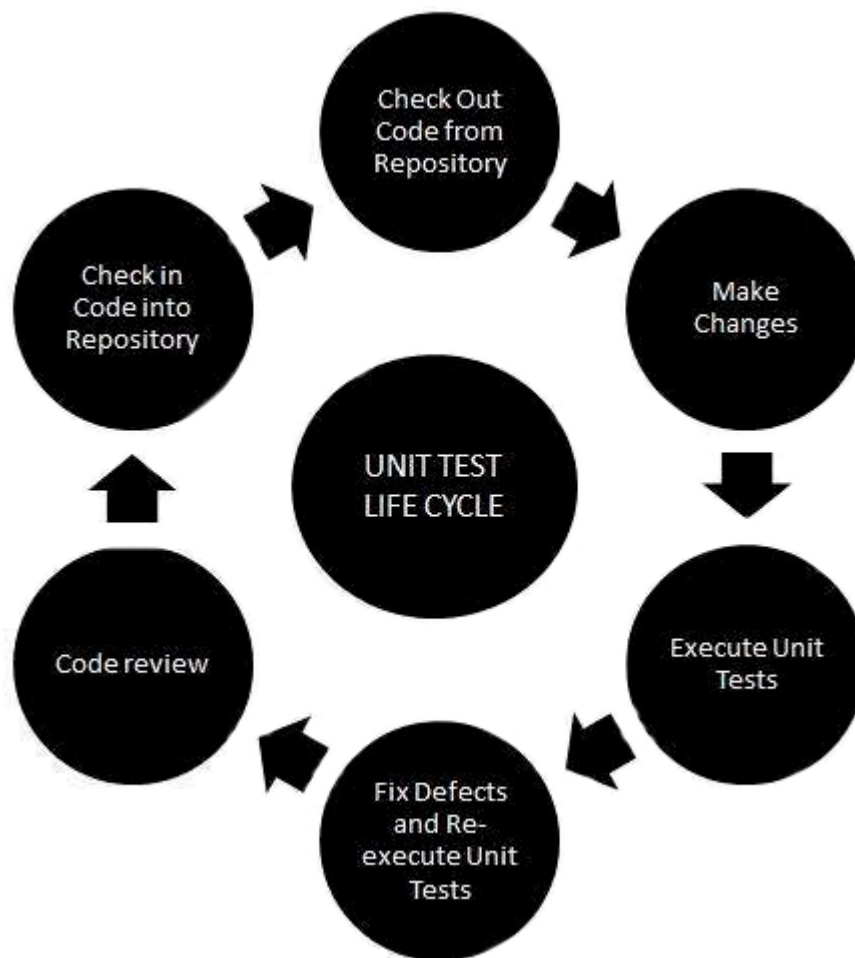 Check Out
Code from
Repository
Make
Changes
Execute Unit
Tests
Fix Defects
and Re-
execute Unit
Tests
Code review
Check in
Code into
Repository
UNIT TEST
LIFE CYCLE